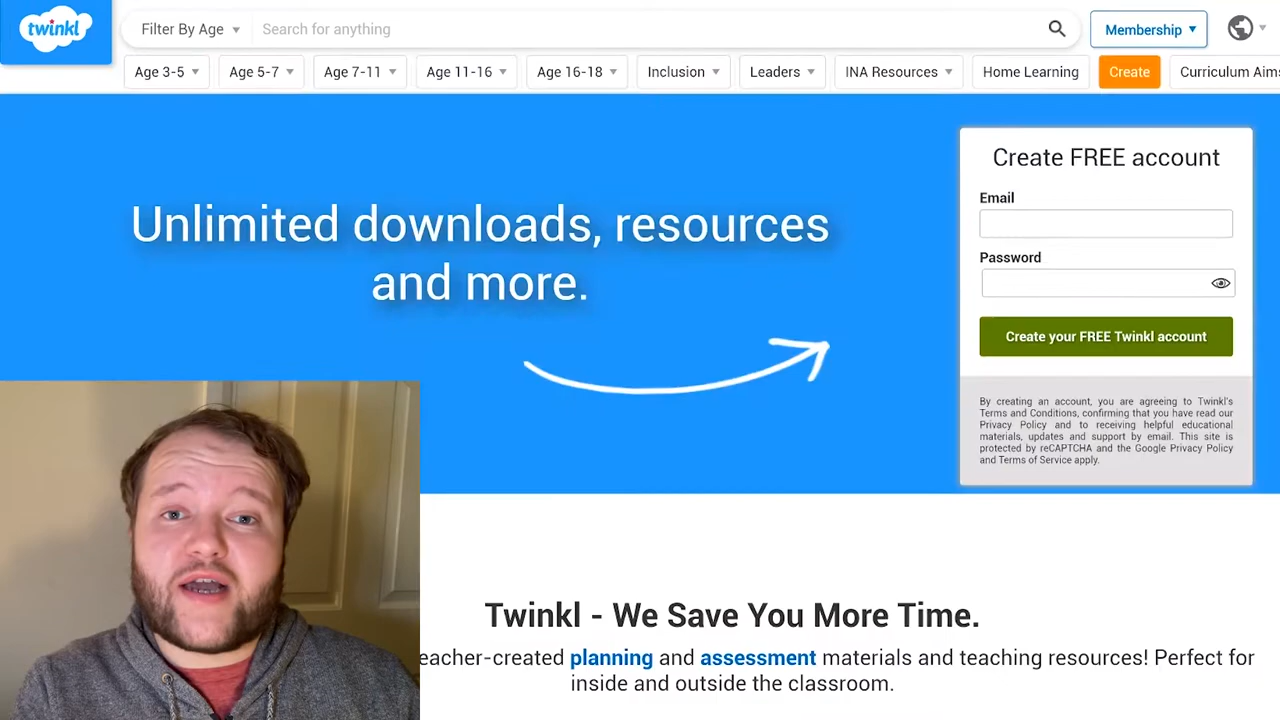 twinkl
Filter By Age
Search for anything
Membership
Age 3-5
Age 5-7
Age 7-11
Age 11-16
Age 16-18
Inclusion
Leaders
INA Resources
Home Learning
Create
Curriculum Aims
Unlimited downloads, resources
and more.
Create FREE account
Email
Password
Create your FREE Twinkl account
By creating an account, you are agreeing to Twinkl's
Terms and Conditions, confirming that you have read our
Privacy Policy and to receiving helpful educational
materials, updates and support by email. This site is
protected by reCAPTCHA and the Google Privacy Policy
and Terms of Service apply.
Twinkl - We Save You More Time.
eacher-created planning and assessment materials and teaching resources! Perfect for
inside and outside the classroom.